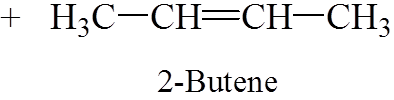 + H₃C—CH=CH—CH₃
2-Butene